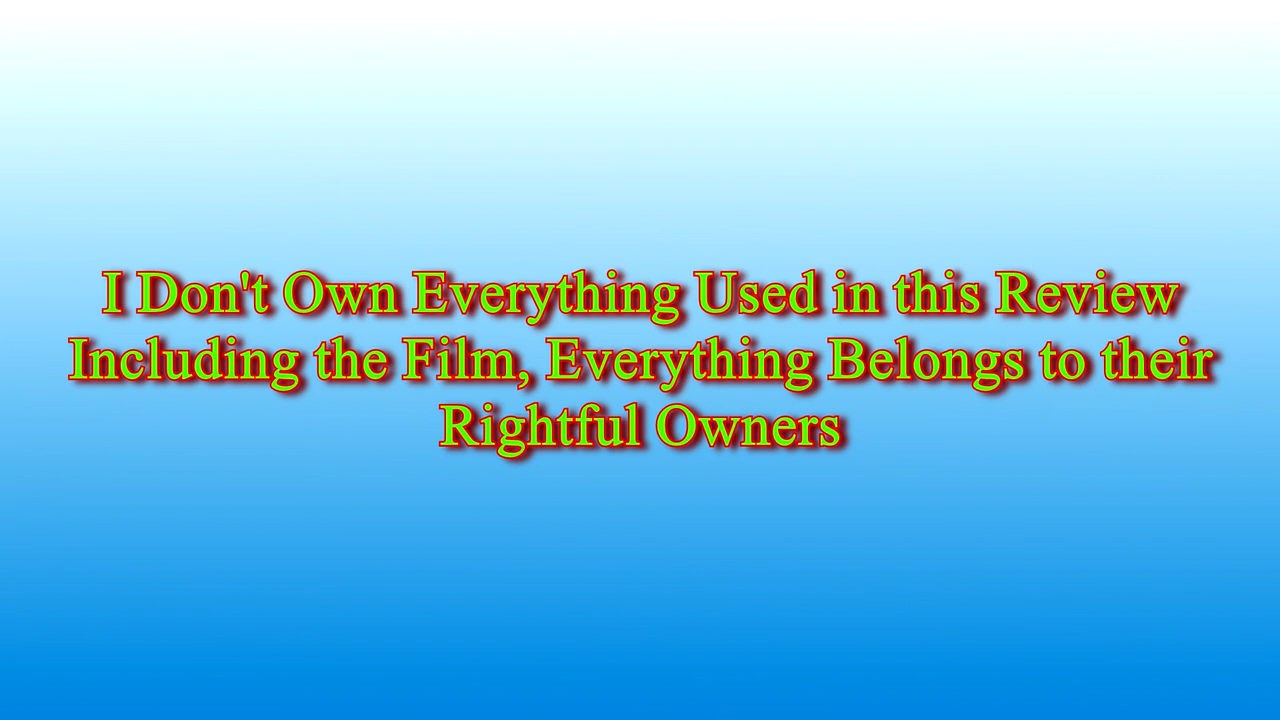 I Don't Own Everything Used in this Review
Including the Film, Everything Belongs to their
Rightful Owners